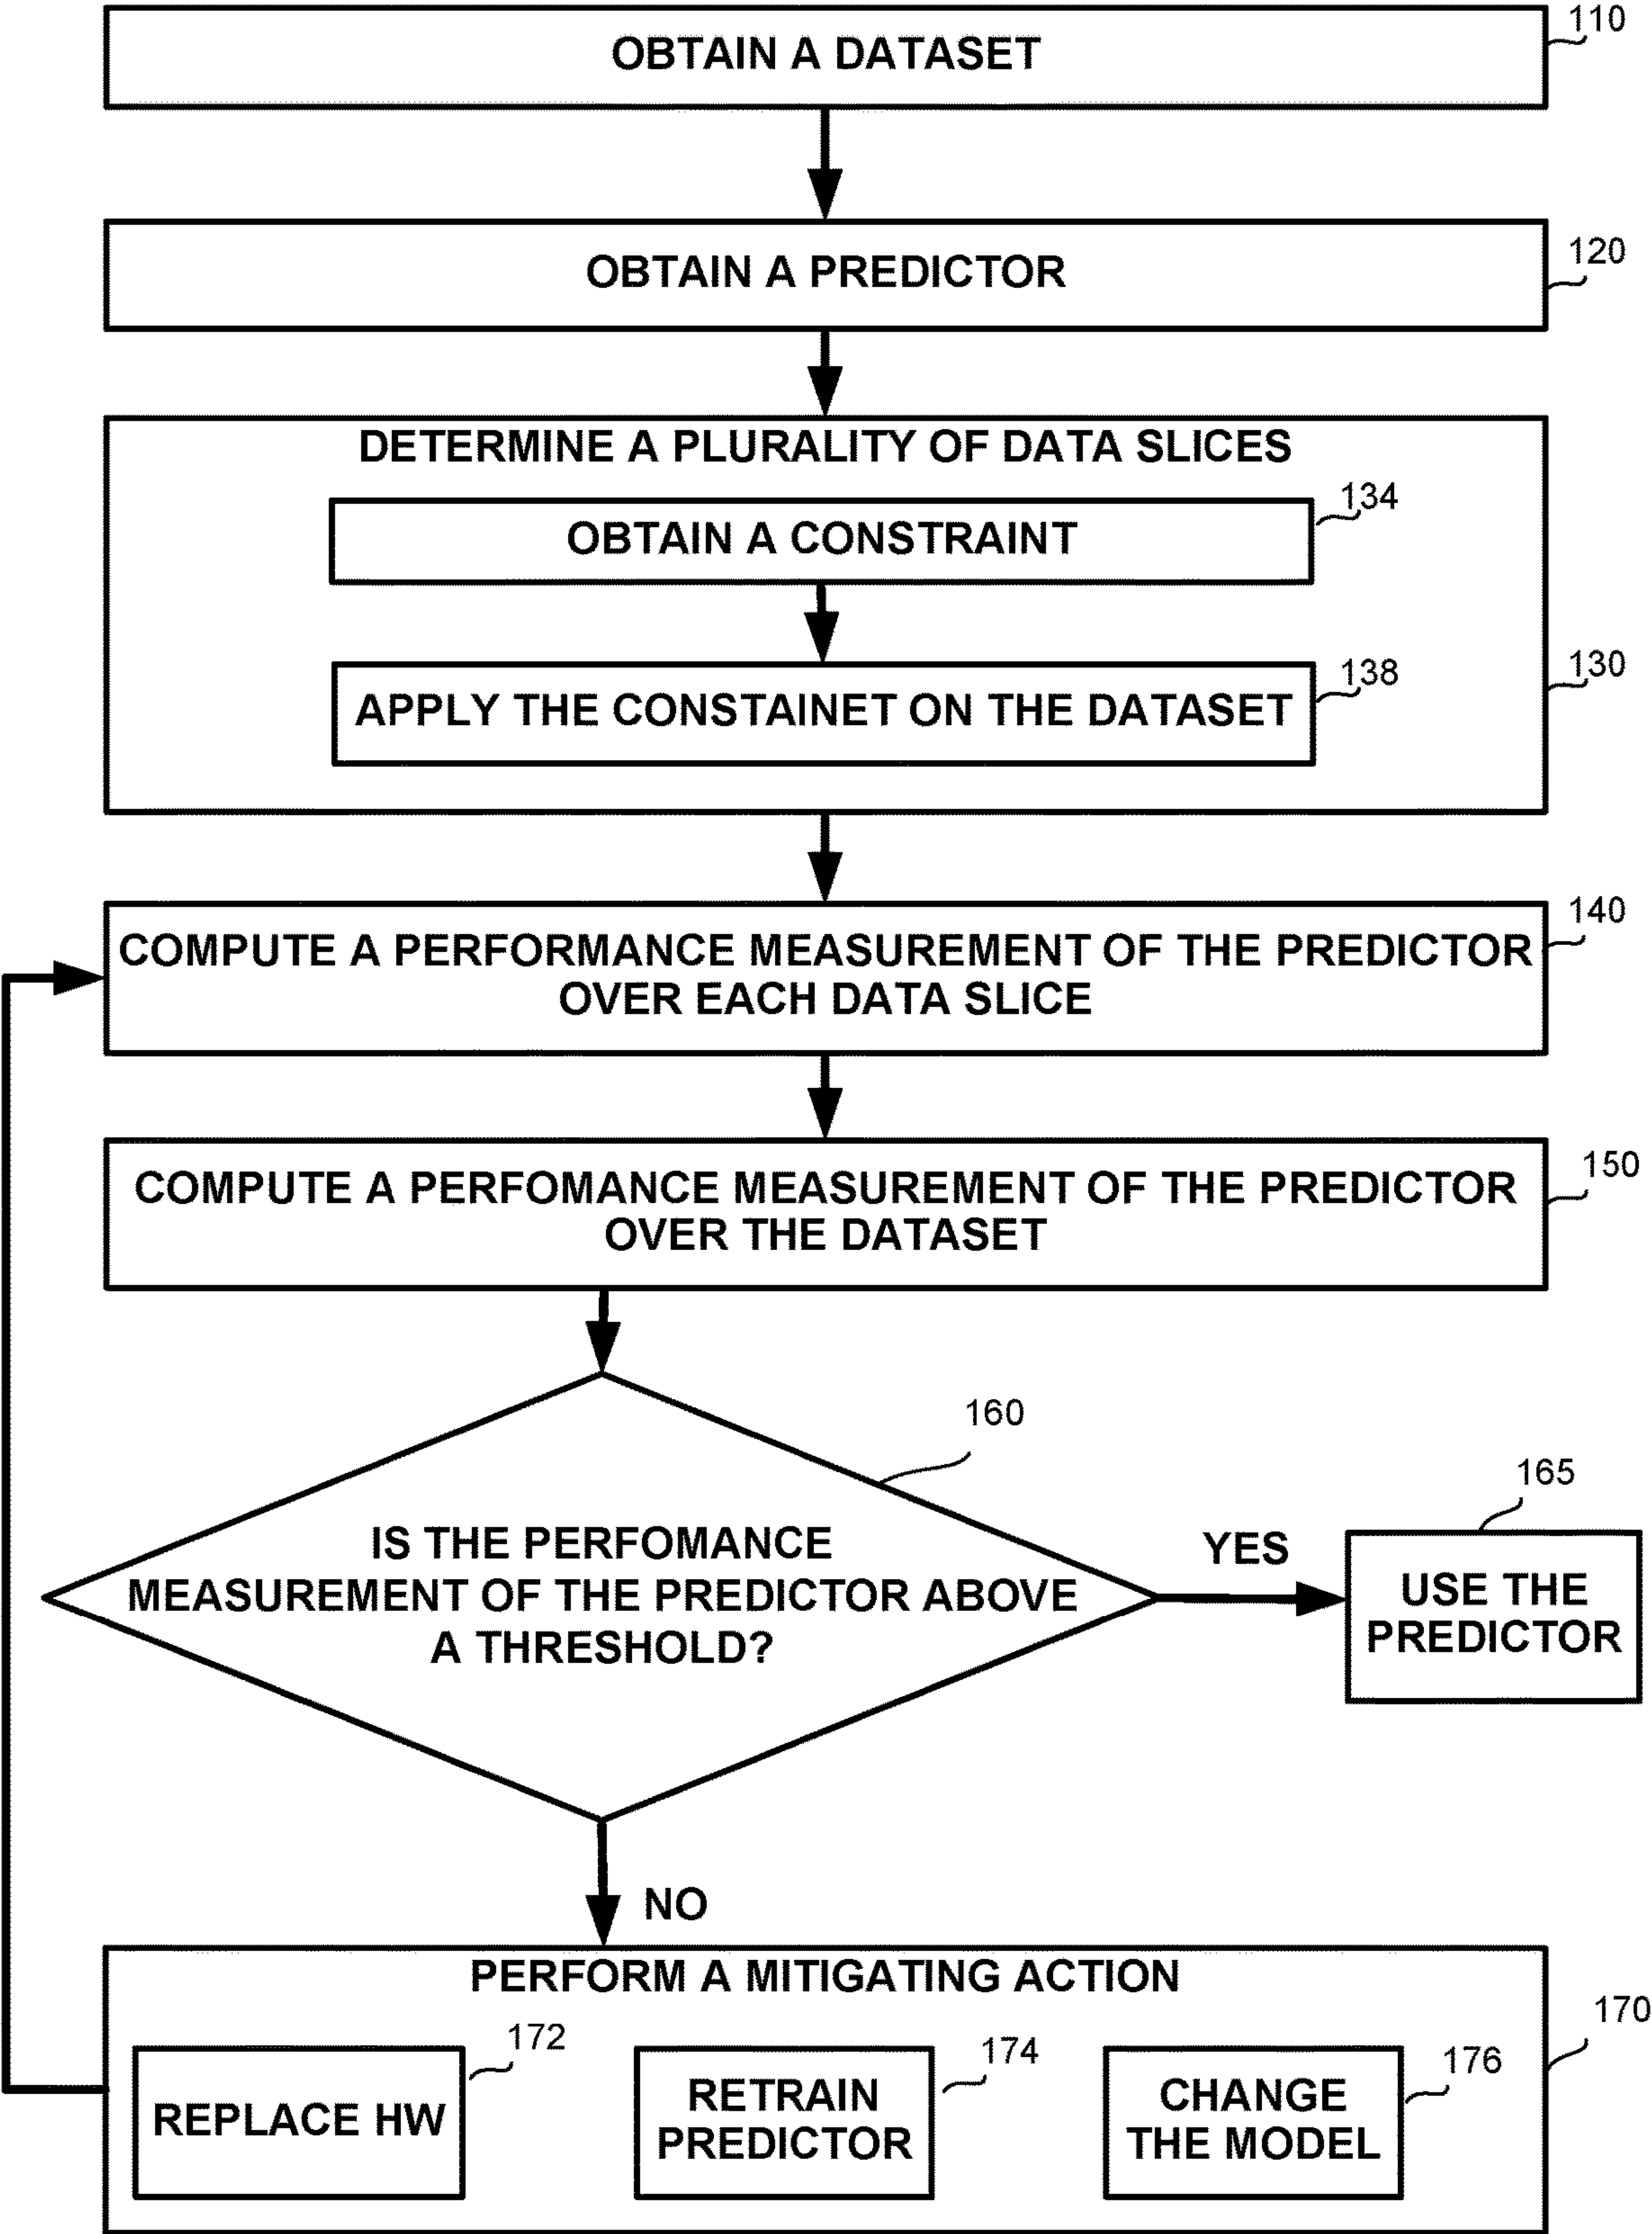 110
OBTAIN A DATASET
120
OBTAIN A PREDICTOR
DETERMINE A PLURALITY OF DATA SLICES
134
OBTAIN A CONSTRAINT
130
138
APPLY THE CONSTAINET ON THE DATASET
140
COMPUTE A PERFORMANCE MEASUREMENT OF THE PREDICTOR
OVER EACH DATA SLICE
150
COMPUTE A PERFOMANCE MEASUREMENT OF THE PREDICTOR
OVER THE DATASET
160
IS THE PERFOMANCE
MEASUREMENT OF THE PREDICTOR ABOVE
A THRESHOLD?
YES
165
USE THE
PREDICTOR
NO
PERFORM A MITIGATING ACTION
170
172
REPLACE HW
174
RETRAIN
PREDICTOR
176
CHANGE
THE MODEL